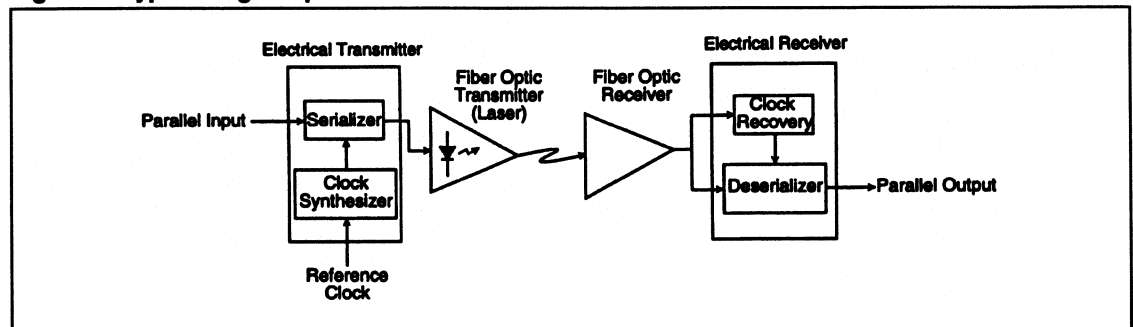 Electrical Transmitter
Electrical Receiver
Fiber Optic
Transmitter
(Laser)
Fiber Optic
Receiver
Parallel Input
Serializer
Clock
Synthesizer
Reference
Clock
Clock
Recovery
Deserializer
Parallel Output